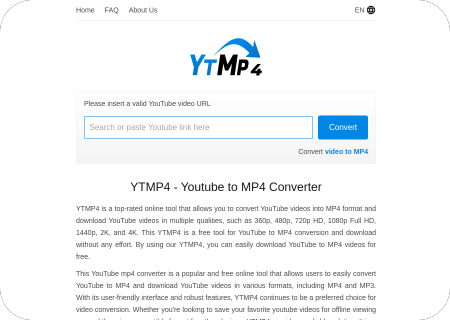 Home FAQ About Us EN
YTMP4
Please insert a valid YouTube video URL
Search or paste Youtube link here Convert
Convert video to MP4
YTMP4 - Youtube to MP4 Converter
YTMP4 is a top-rated online tool that allows you to convert YouTube videos into MP4 format and
download YouTube videos in multiple qualities, such as 360p, 480p, 720p HD, 1080p Full HD,
1440p, 2K, and 4K. This YTMP4 is a free tool for YouTube to MP4 conversion and download
without any effort. By using our YTMP4, you can easily download YouTube to MP4 videos for
free.
This YouTube mp4 converter is a popular and free online tool that allows users to easily convert
YouTube to MP4 and download YouTube videos in various formats, including MP4 and MP3.
With its user-friendly interface and robust features, YTMP4 continues to be a preferred choice for
video conversion. Whether you're looking to save your favorite youtube videos for offline viewing